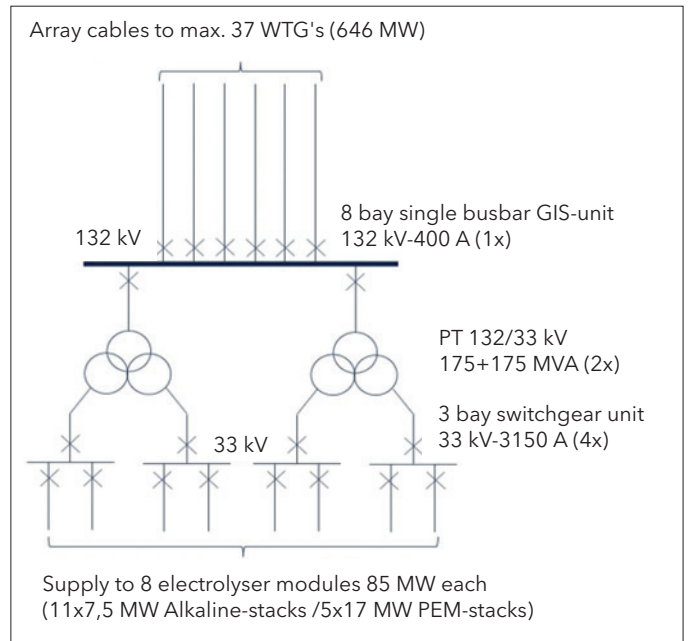 Array cables to max. 37 WTG's (646 MW)
8 bay single busbar GIS-unit
132 kV
132 kV-400 A (1x)
PT 132/33 kV
175+175 MVA (2x)
3 bay switchgear unit
33 kV
33 kV-3150 A (4x)
Supply to 8 electrolyser modules 85 MW each
(11x7,5 MW Alkaline-stacks /5x17 MW PEM-stacks)